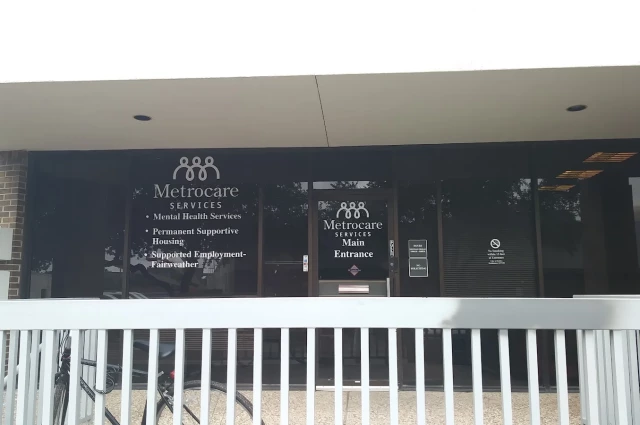 Metrocare
SERVICES
• Mental Health Services
• Permanent Supportive
Housing
• Supported Employment-
Fairweather
Metrocare
SERVICES
Main
Entrance